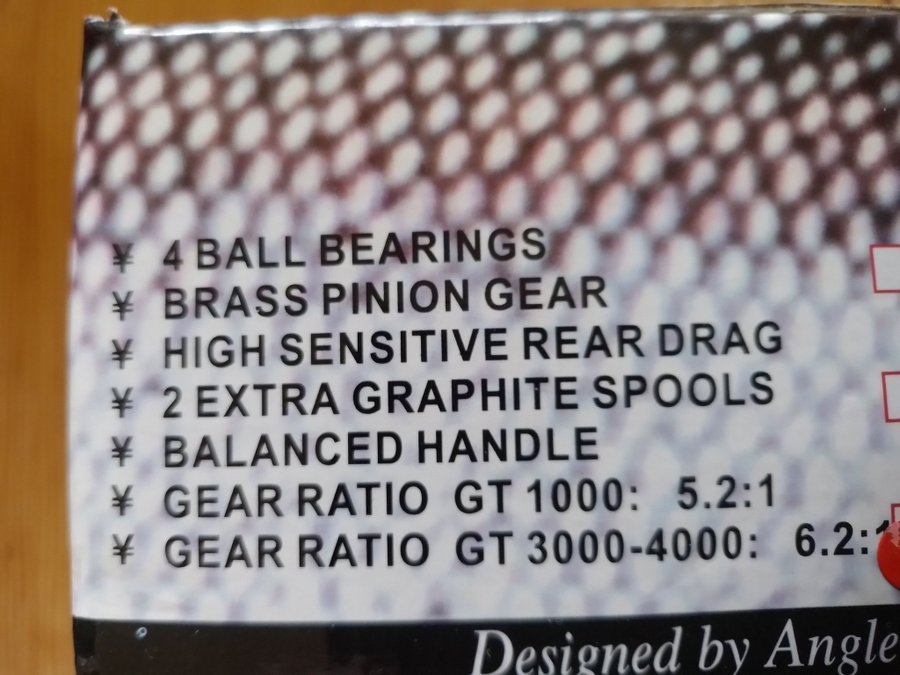 ¥ 4 BALL BEARINGS
¥ BRASS PINION GEAR
¥ HIGH SENSITIVE REAR DRAG
¥ 2 EXTRA GRAPHITE SPOOLS
¥ BALANCED HANDLE
¥ GEAR RATIO GT 1000: 5.2:1
¥ GEAR RATIO GT 3000-4000: 6.2:1
Designed by Angle